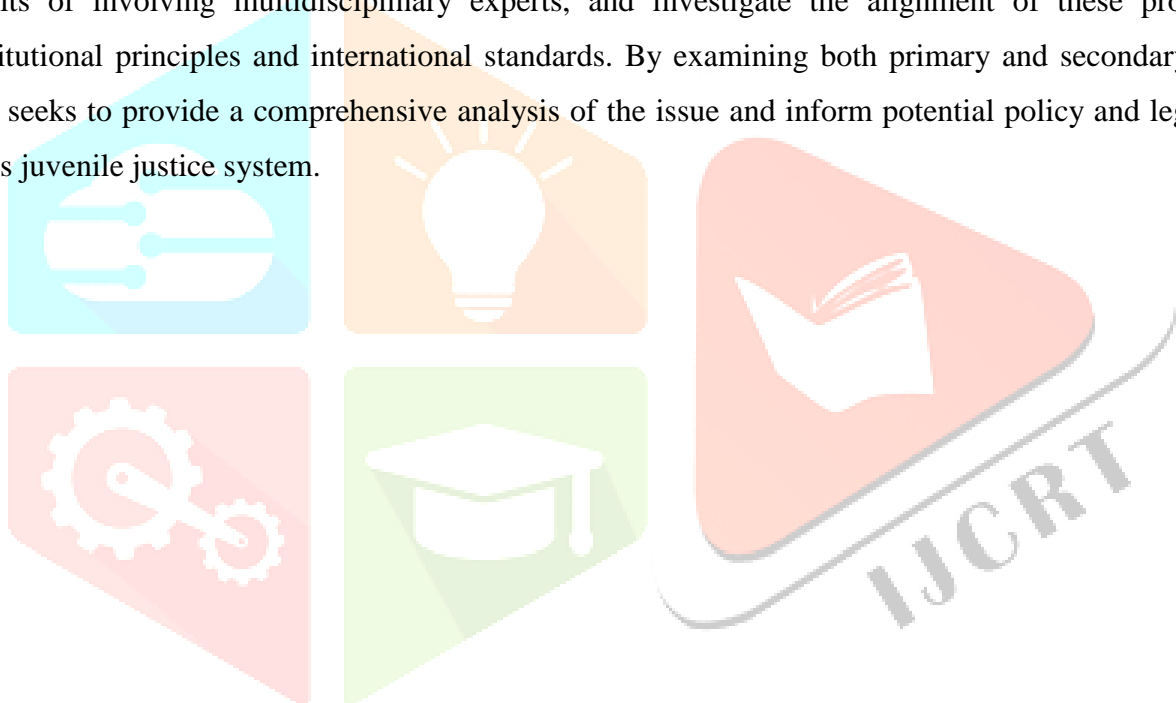 its of involving multidisciplinary experts, and investigate the alignment of these pro
itutional principles and international standards. By examining both primary and secondary
seeks to provide a comprehensive analysis of the issue and inform potential policy and leg
s juvenile justice system.
IJCRT